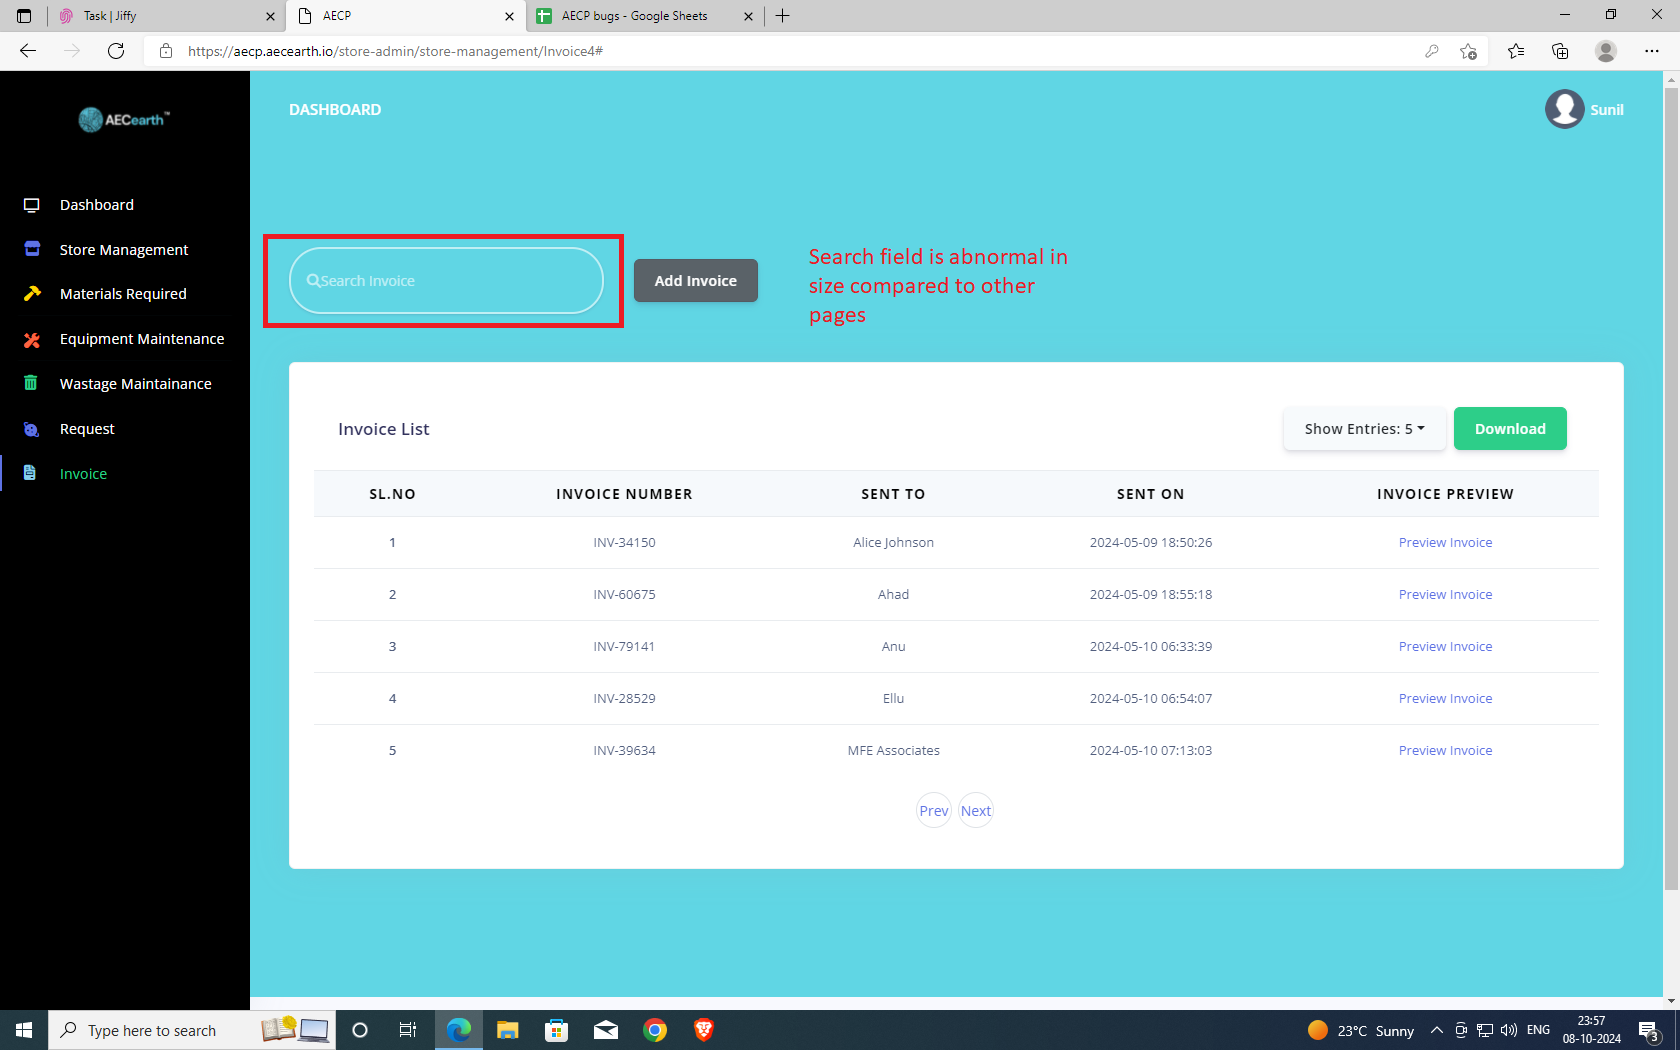 Task | Jiffy
AECP
AECP bugs - Google Sheets
https://aecp.aecearth.io/store-admin/store-management/Invoice4#
AECearth™
DASHBOARD
Sunil
Dashboard
Store Management
Materials Required
Equipment Maintenance
Wastage Maintainance
Request
Invoice
Search Invoice
Add Invoice
Search field is abnormal in
size compared to other
pages
Invoice List
Show Entries: 5
Download
SL.NO INVOICE NUMBER SENT TO SENT ON INVOICE PREVIEW
1 INV-34150 Alice Johnson 2024-05-09 18:50:26 Preview Invoice
2 INV-60675 Ahad 2024-05-09 18:55:18 Preview Invoice
3 INV-79141 Anu 2024-05-10 06:33:39 Preview Invoice
4 INV-28529 Ellu 2024-05-10 06:54:07 Preview Invoice
5 INV-39634 MFE Associates 2024-05-10 07:13:03 Preview Invoice
Prev Next
Type here to search
23°C Sunny
ENG
23:57
08-10-2024
3